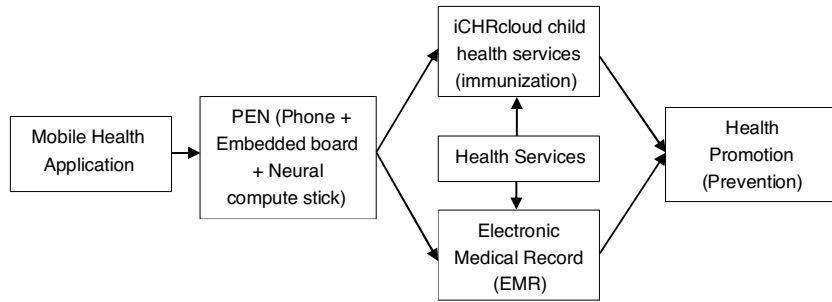 Mobile Health
Application
PEN (Phone +
Embedded board
+ Neural
compute stick)
iCHRcloud child
health services
(immunization)
Health Services
Electronic
Medical Record
(EMR)
Health
Promotion
(Prevention)